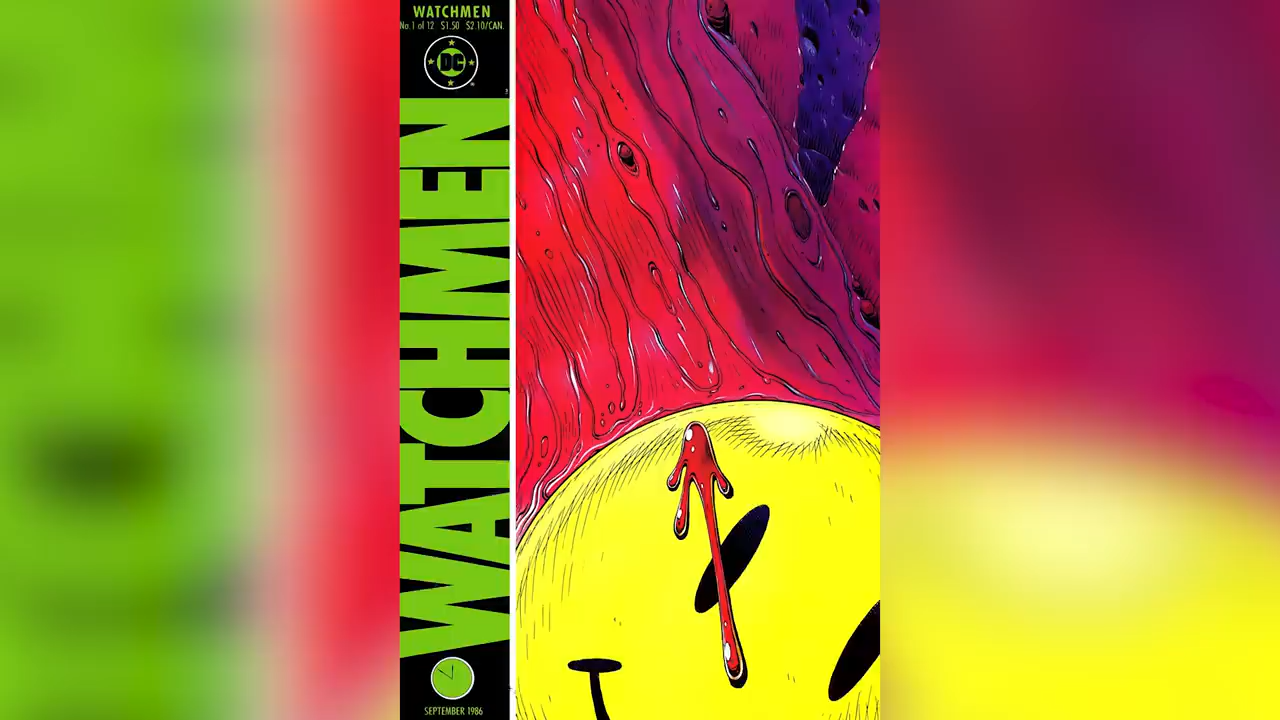 WATCHMEN
No. 1 of 12 $1.50 $2.10/CAN.
DC
WATCHMEN
SEPTEMBER 1986